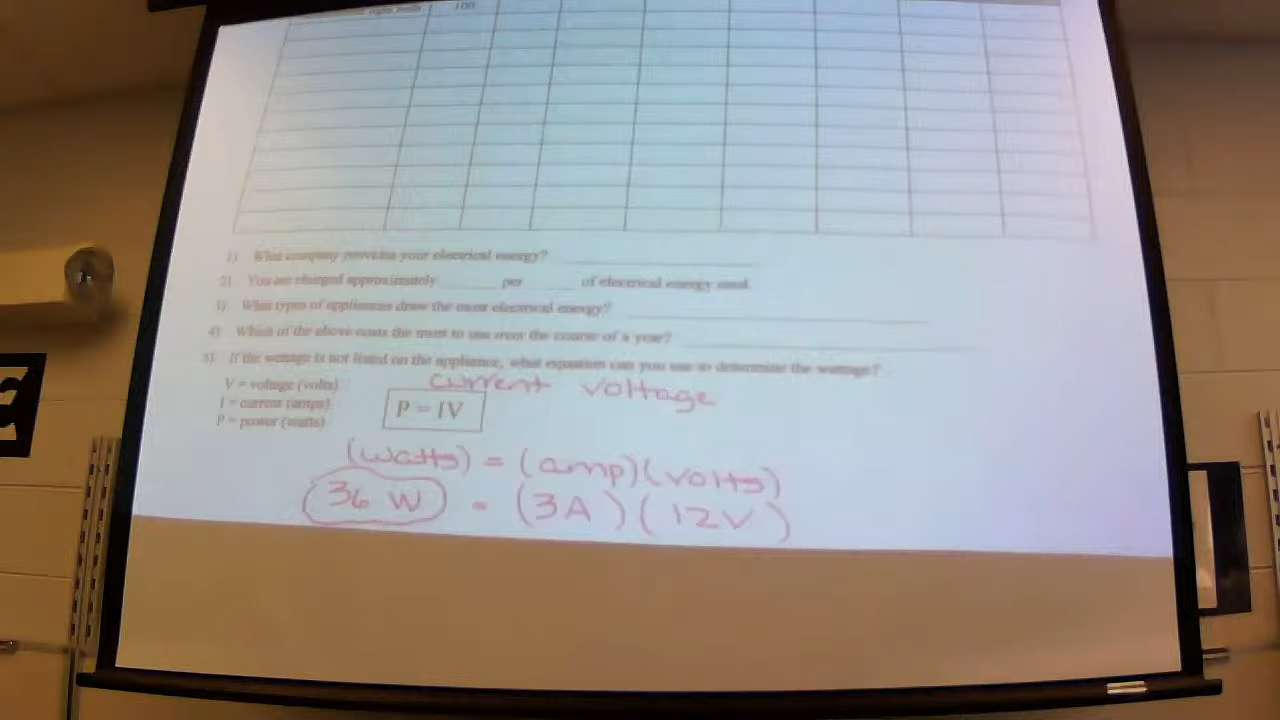 100
1) What company provides your electrical energy?
2) You are charged approximately ______ per ______ of electrical energy used.
3) What types of appliances draw the most electrical energy?
4) Which of the above costs the most to use over the course of a year?
5) If the wattage is not listed on the appliance, what equation can you use to determine the wattage?
V = voltage (volts)
current voltage
I = current (amps)
P = IV
P = power (watts)
(watts) = (amp)(volts)
36 W = (3A)(12V)